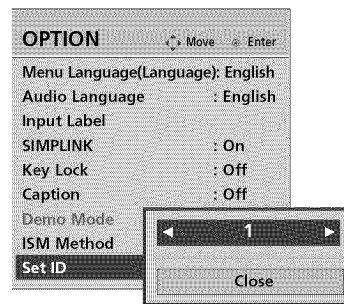 OPTION Move Enter
Menu Language(Language): English
Audio Language : English
Input Label
SIMPLINK : On
Key Lock : Off
Caption : Off
Demo Mode
ISM Method
Set ID
◄ 1 ►
Close